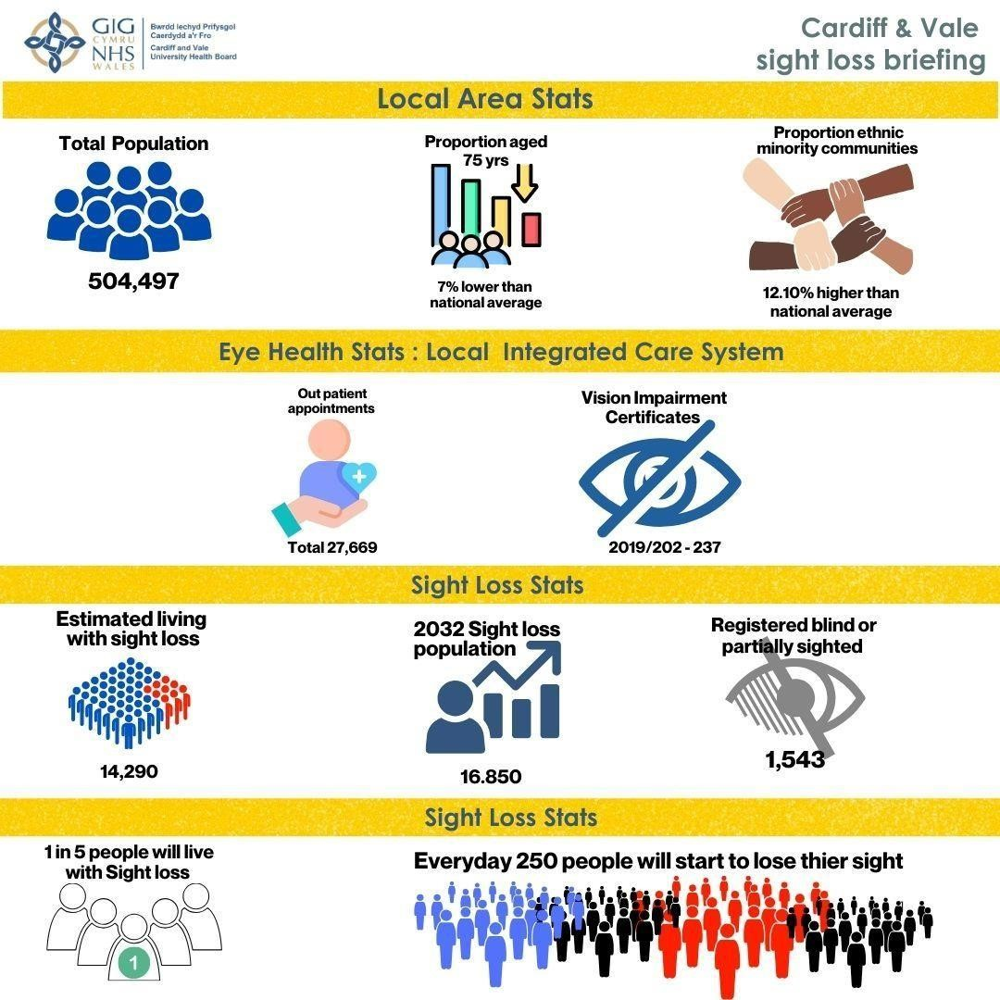 GIG
CYMRU
NHS
WALES
Bwrdd Iechyd Prifysgol
Caerdydd a'r Fro
Cardiff and Vale
University Health Board
Cardiff & Vale
sight loss briefing
Local Area Stats
Total Population
504,497
Proportion aged
75 yrs
7% lower than
national average
Proportion ethnic
minority communities
12.10% higher than
national average
Eye Health Stats : Local Integrated Care System
Out patient
appointments
Total 27,669
Vision Impairment
Certificates
2019/202 - 237
Sight Loss Stats
Estimated living
with sight loss
14,290
2032 Sight loss
population
16.850
Registered blind or
partially sighted
1,543
Sight Loss Stats
1 in 5 people will live
with Sight loss
1
Everyday 250 people will start to lose thier sight